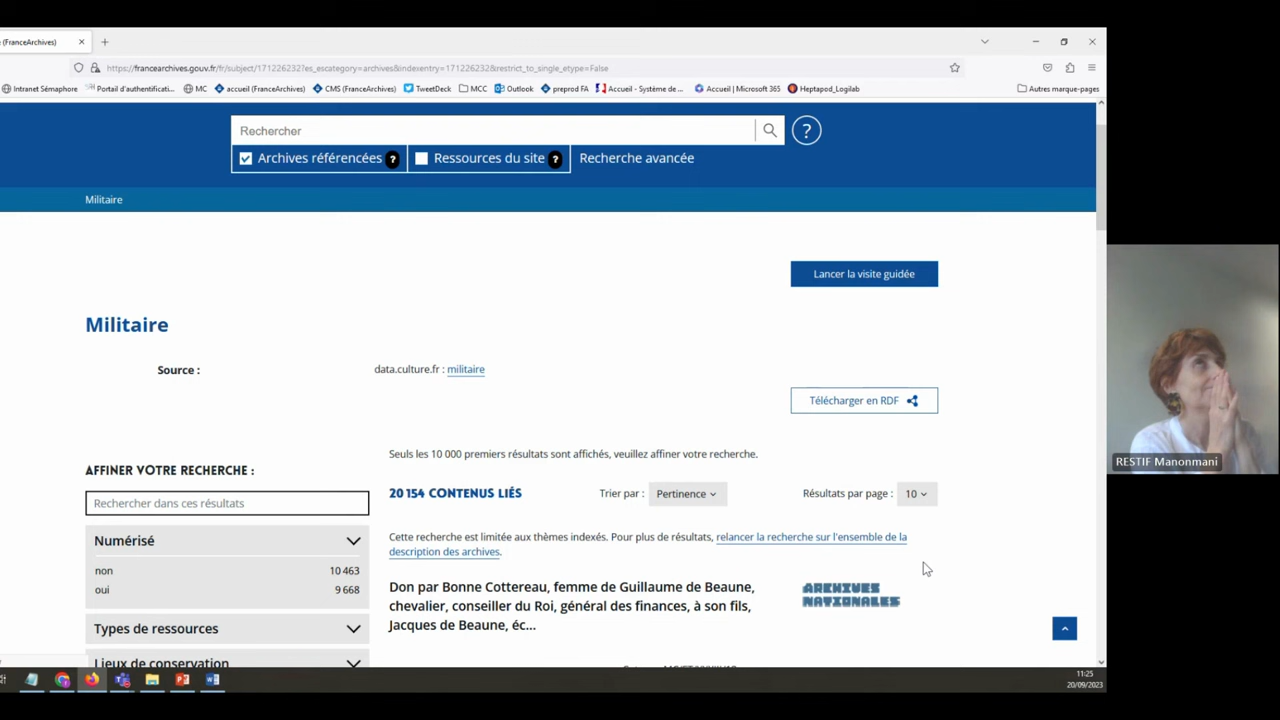 (FranceArchives)
https://francearchives.gouv.fr/fr/subject/171226232?es_escategory=archives&indexentry=171226232&restrict_to_single_etype=False
Intranet Sémaphore Portail d'authentificati... MC accueil (FranceArchives) CMS (FranceArchives) TweetDeck MCC Outlook preprod FA Accueil - Système de ... Accueil | Microsoft 365 Heptapod_Logilab Autres marque-pages
Rechercher ?
Archives référencées ? Ressources du site ? Recherche avancée
Militaire
Lancer la visite guidée
Militaire
Source : data.culture.fr : militaire
Télécharger en RDF
Seuls les 10 000 premiers résultats sont affichés, veuillez affiner votre recherche.
AFFINER VOTRE RECHERCHE :
20 154 CONTENUS LIÉS Trier par : Pertinence Résultats par page : 10
Rechercher dans ces résultats
Numérisé
non 10 463
oui 9 668
Types de ressources
Lieux de conservation
Cette recherche est limitée aux thèmes indexés. Pour plus de résultats, relancer la recherche sur l'ensemble de la
description des archives.
Don par Bonne Cottereau, femme de Guillaume de Beaune,
chevalier, conseiller du Roi, général des finances, à son fils,
Jacques de Beaune, éc...
ARCHIVES
NATIONALES
RESTIF Manonmani
11:25
20/09/2023